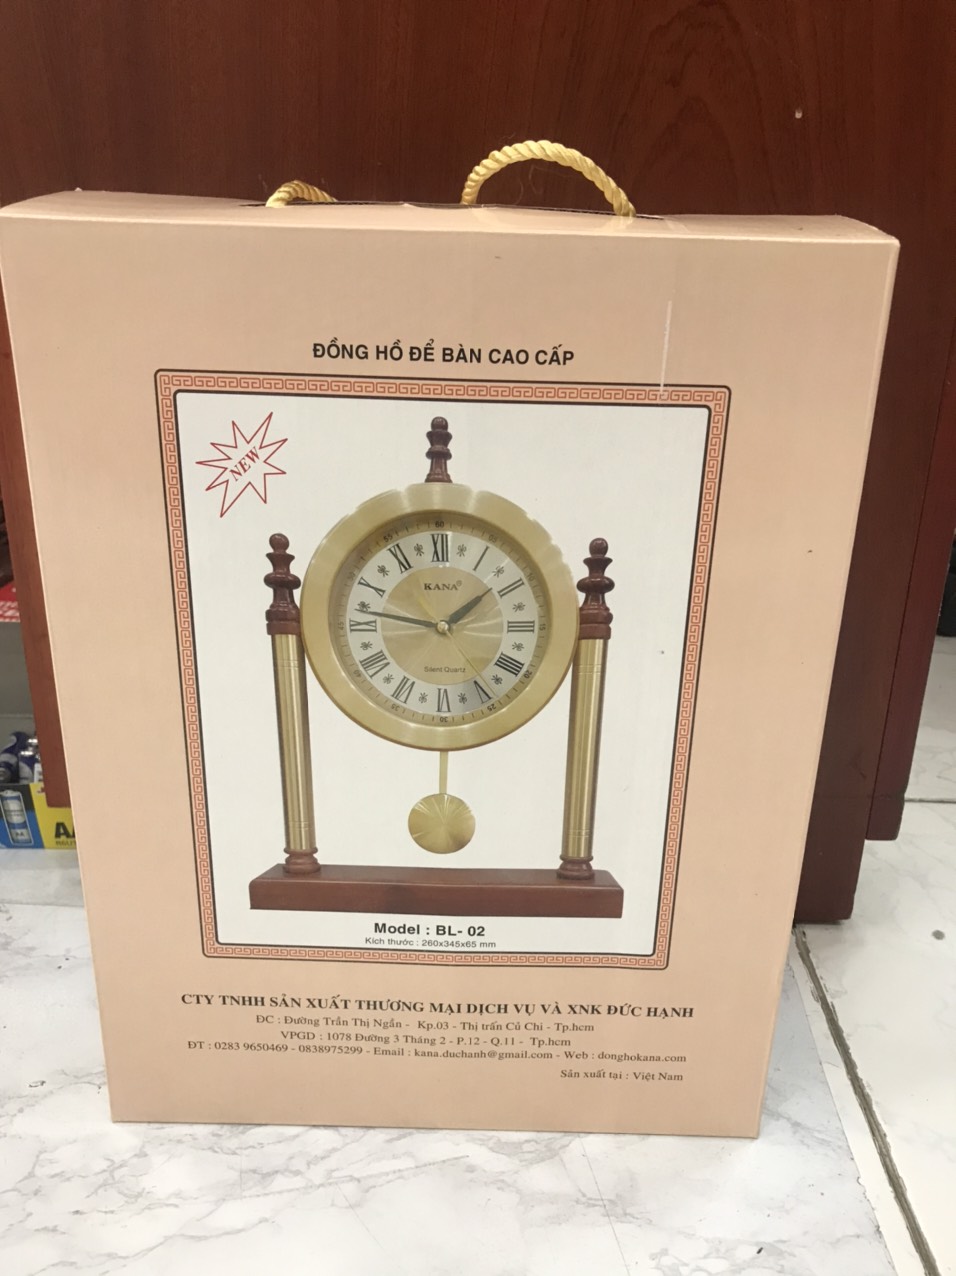 ĐỒNG HỒ ĐỂ BÀN CAO CẤP
NEW
KANA®
Silent Quartz
Model : BL- 02
Kích thước : 260x345x65 mm
CTY TNHH SẢN XUẤT THƯƠNG MẠI DỊCH VỤ VÀ XNK ĐỨC HẠNH
ĐC : Đường Trần Thị Ngần - Kp.03 - Thị trấn Củ Chi - Tp.hcm
VPGD : 1078 Đường 3 Tháng 2 - P.12 - Q.11 - Tp.hcm
ĐT : 0283 9650469 - 0838975299 - Email : kana.duchanh@gmail.com - Web : donghokana.com
Sản xuất tại : Việt Nam